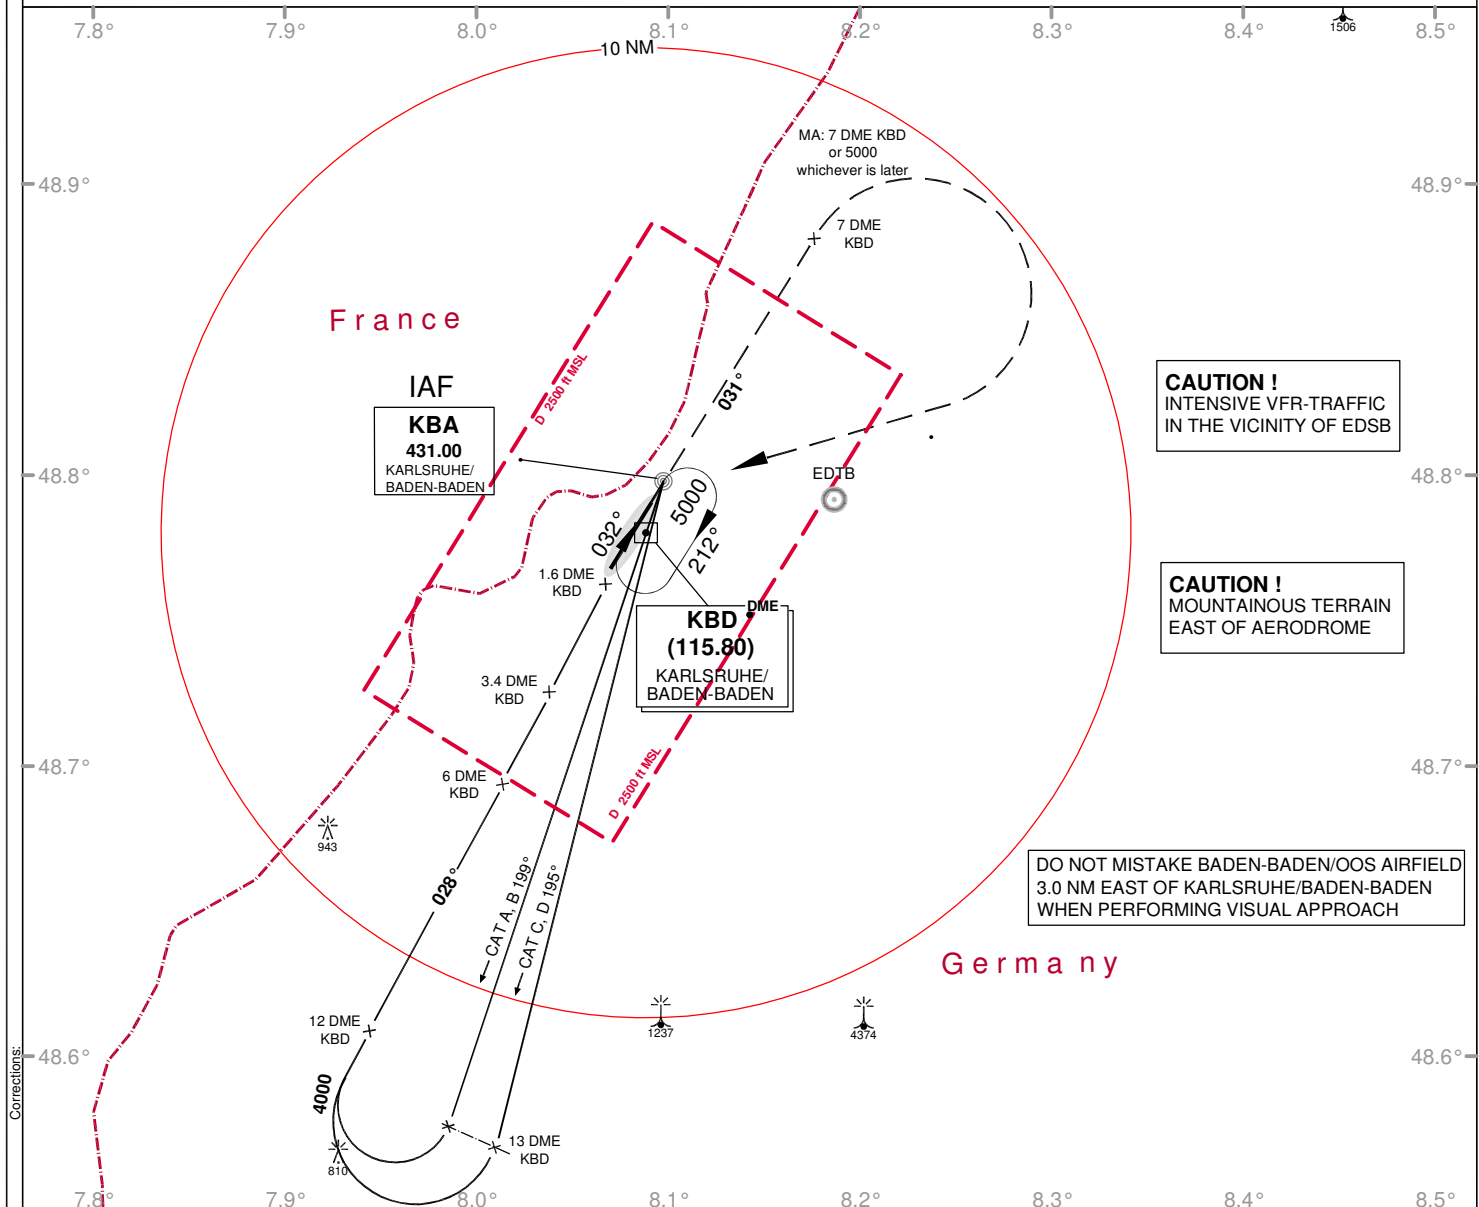 7.8°
7.9°
8.0°
8.1°
8.2°
8.3°
8.4°
8.5°
1506
10 NM
MA: 7 DME KBD
or 5000
whichever is later
48.9°
48.9°
7 DME
KBD
France
D 2500 ft MSL
031°
IAF
KBA
431.00
KARLSRUHE/
BADEN-BADEN
CAUTION !
INTENSIVE VFR-TRAFFIC
IN THE VICINITY OF EDSB
48.8°
48.8°
EDTB
5000
032°
212°
1.6 DME
KBD
CAUTION !
MOUNTAINOUS TERRAIN
EAST OF AERODROME
DME
KBD
(115.80)
KARLSRUHE/
BADEN-BADEN
3.4 DME
KBD
48.7°
48.7°
6 DME
KBD
D 2500 ft MSL
943
028°
CAT A, B 199°
CAT C, D 195°
DO NOT MISTAKE BADEN-BADEN/OOS AIRFIELD
3.0 NM EAST OF KARLSRUHE/BADEN-BADEN
WHEN PERFORMING VISUAL APPROACH
Germany
12 DME
KBD
1237
4374
48.6°
48.6°
Corrections:
4000
13 DME
KBD
810
7.8°
7.9°
8.0°
8.1°
8.2°
8.3°
8.4°
8.5°